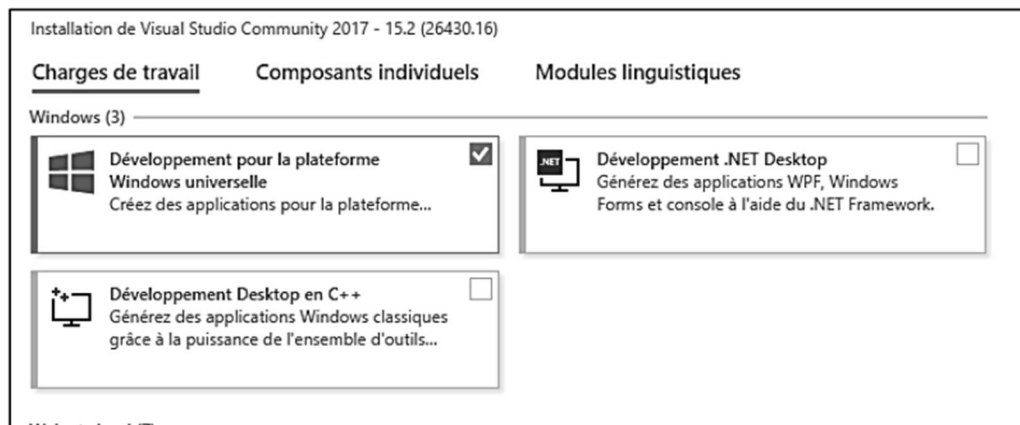 Installation de Visual Studio Community 2017 - 15.2 (26430.16)
Charges de travail Composants individuels Modules linguistiques
Windows (3)
Développement pour la plateforme
Windows universelle
Créez des applications pour la plateforme...
.NET
Développement .NET Desktop
Générez des applications WPF, Windows
Forms et console à l'aide du .NET Framework.
Développement Desktop en C++
Générez des applications Windows classiques
grâce à la puissance de l'ensemble d'outils...